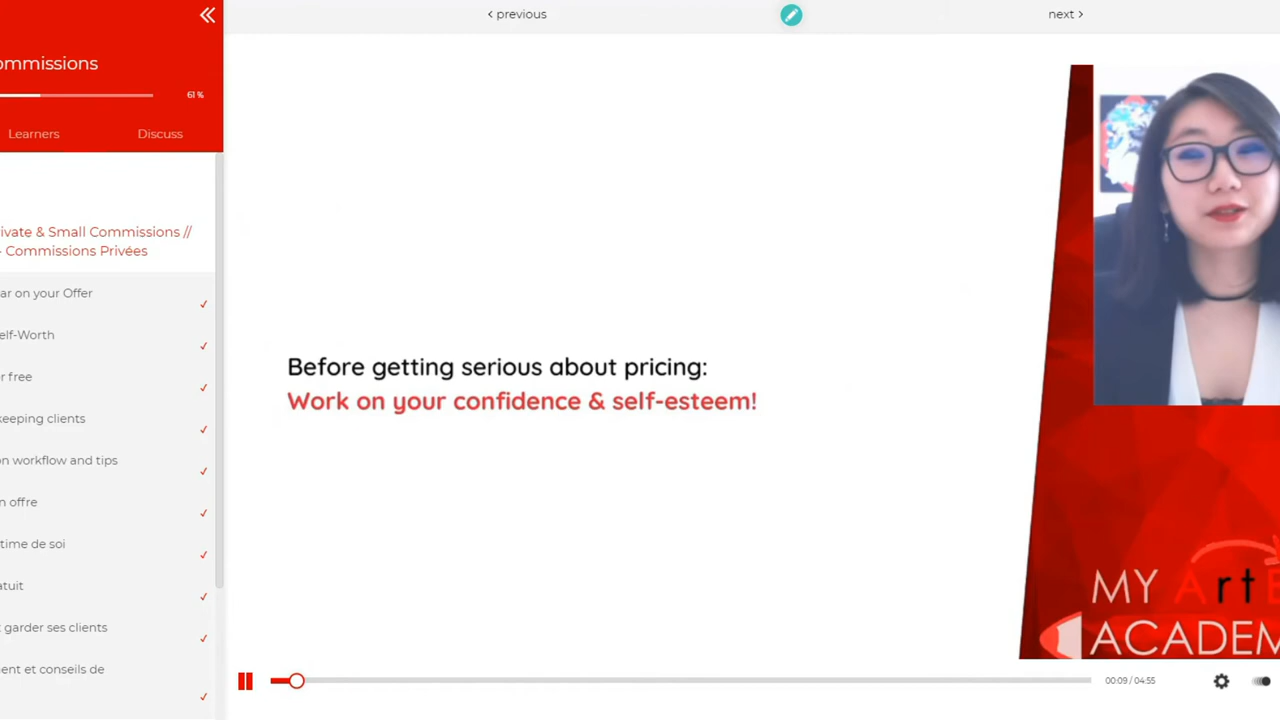 previous
next
ommissions
61 %
Learners
Discuss
ivate & Small Commissions //
- Commissions Privées
ar on your Offer
elf-Worth
r free
keeping clients
on workflow and tips
n offre
time de soi
atuit
t garder ses clients
ient et conseils de
Before getting serious about pricing:
Work on your confidence & self-esteem!
MY Art
ACADEM
00:09 / 04:55